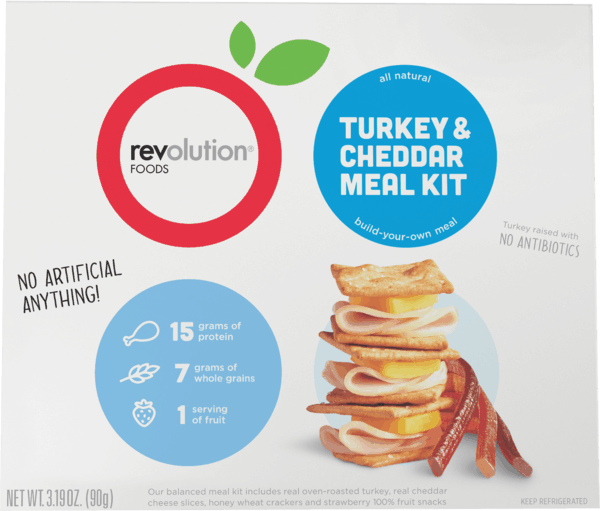 revolution®
FOODS
all natural
TURKEY &
CHEDDAR
MEAL KIT
build-your-own meal
Turkey raised with
NO ANTIBIOTICS
NO ARTIFICIAL
ANYTHING!
15 grams of
protein
7 grams of
whole grains
1 serving
of fruit
NET WT. 3.19 OZ. (90g)
Our balanced meal kit includes real oven-roasted turkey, real cheddar
cheese slices, honey wheat crackers and strawberry 100% fruit snacks
KEEP REFRIGERATED